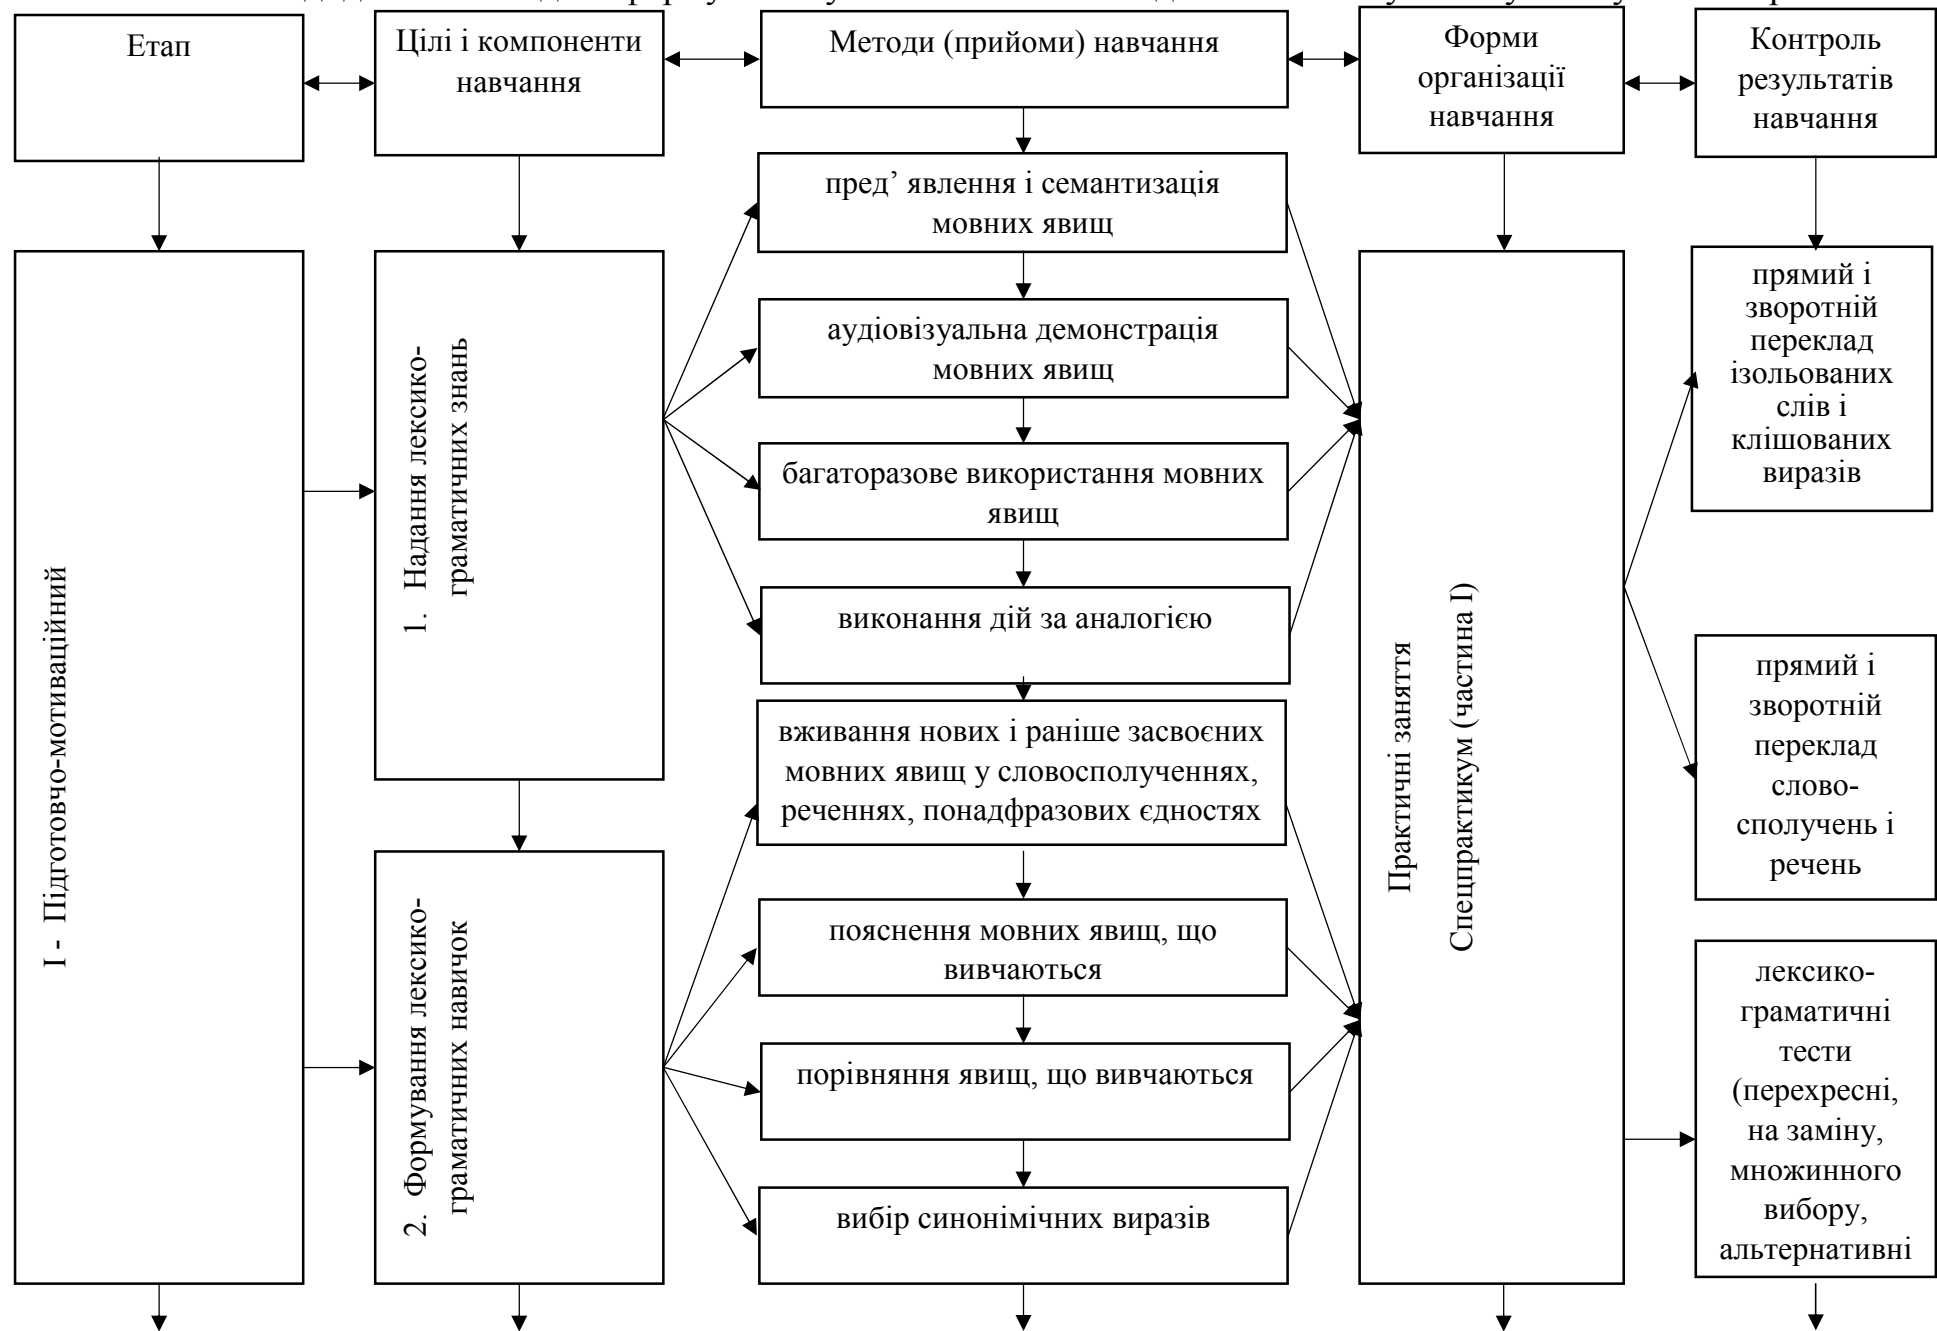 Етап
Цілі і компоненти
навчання
Методи (прийоми) навчання
Форми
організації
навчання
Контроль
результатів
навчання
І - Підготовчо-мотиваційний
1. Надання лексико-
граматичних знань
2. Формування лексико-
граматичних навичок
пред’ явлення і семантизація
мовних явищ
аудіовізуальна демонстрація
мовних явищ
багаторазове використання мовних
явищ
виконання дій за аналогією
вживання нових і раніше засвоєних
мовних явищ у словосполученнях,
реченнях, понадфразових єдностях
пояснення мовних явищ, що
вивчаються
порівняння явищ, що вивчаються
вибір синонімічних виразів
Практичні заняття
Спецпрактикум (частина І)
прямий і
зворотній
переклад
ізольованих
слів і
клішованих
виразів
прямий і
зворотній
переклад
слово-
сполучень і
речень
лексико-
граматичні
тести
(перехресні,
на заміну,
множинного
вибору,
альтернативні